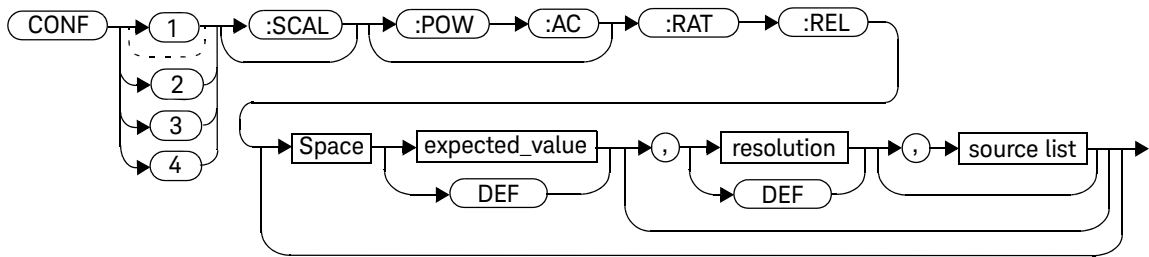 CONF 1 :SCAL :POW :AC :RAT :REL
2
3
4
Space expected_value , resolution , source list
DEF DEF